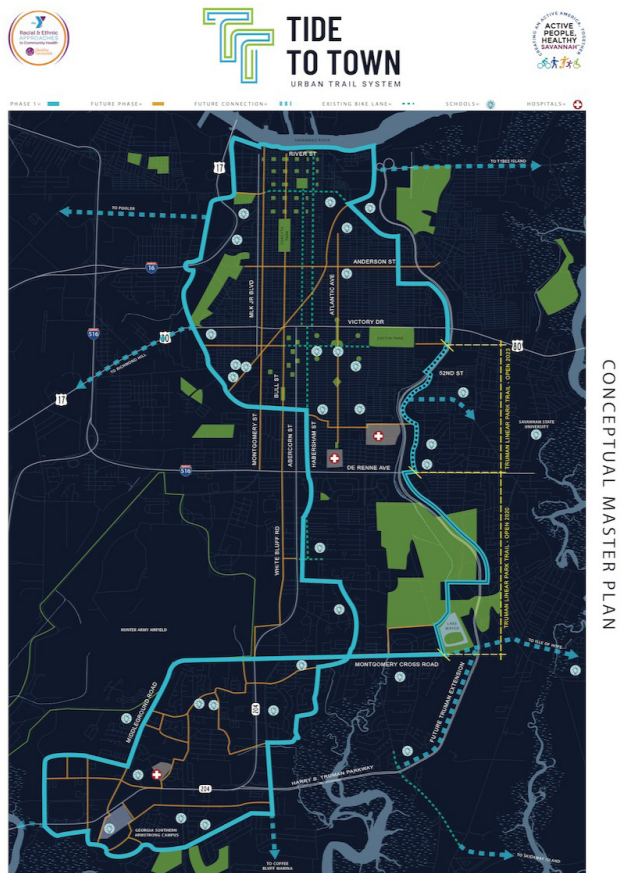 the Y
Racial & Ethnic
APPROACHES
to Community Health
TIDE
TO TOWN
URBAN TRAIL SYSTEM
CREATING AN ACTIVE AMERICA, TOGETHER
ACTIVE
PEOPLE,
HEALTHY
SAVANNAH
PHASE 1=
FUTURE PHASE=
FUTURE CONNECTION=
EXISTING BIKE LANE=
SCHOOLS=
HOSPITALS=
SAVANNAH RIVER
RIVER ST
17
TO TYBEE ISLAND
TO POOLER
16
ANDERSON ST
MLK JR BLVD
ATLANTIC AVE
VICTORY DR
516
80
80
TO RICHMOND HILL
17
52ND ST
BULL ST
TRUMAN LINEAR PARK TRAIL - OPEN 2023
SAVANNAH STATE
UNIVERSITY
MONTGOMERY ST
ABERCORN ST
HABERSHAM ST
DE RENNE AVE
516
CONCEPTUAL MASTER PLAN
WHITE BLUFF RD
TRUMAN LINEAR PARK TRAIL - OPEN 2020
HUNTER ARMY AIRFIELD
LAKE
MAYER
TO ISLE OF HOPE
MONTGOMERY CROSS ROAD
MIDDLEGROUND ROAD
204
FUTURE TRUMAN EXTENSION
HARRY S. TRUMAN PARKWAY
204
GEORGIA SOUTHERN
ARMSTRONG CAMPUS
TO COFFEE
BLUFF MARINA
TO SKIDAWAY ISLAND